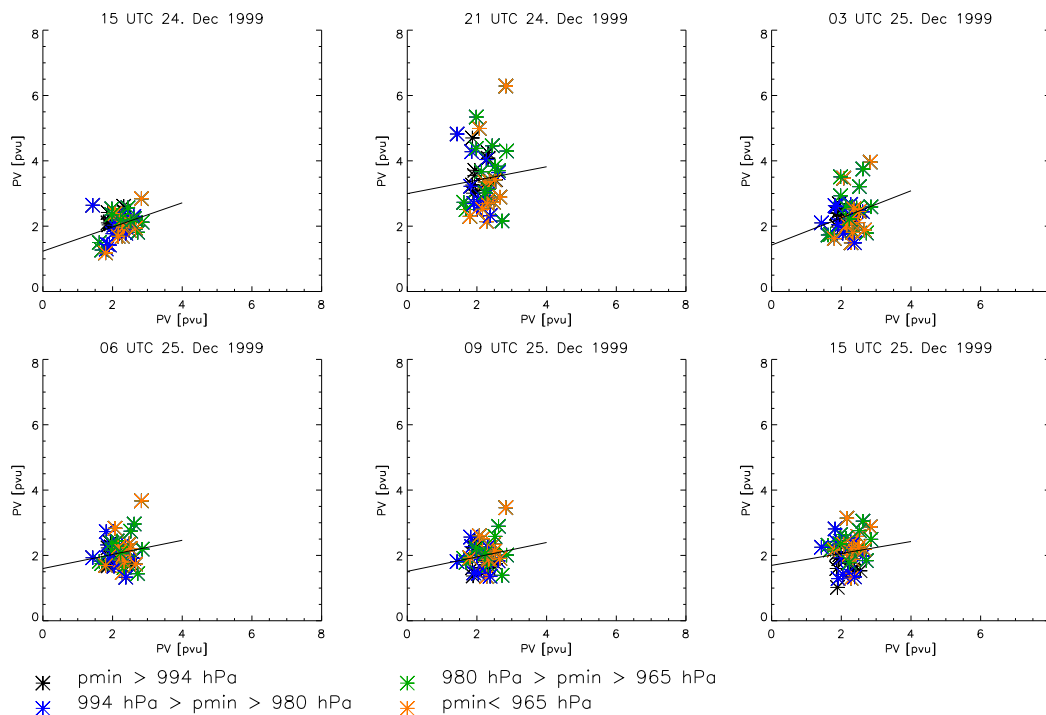 15 UTC 24. Dec 1999
21 UTC 24. Dec 1999
03 UTC 25. Dec 1999
8
6
4
2
0
PV [pvu]
0 2 4 6 8
PV [pvu]
8
6
4
2
0
PV [pvu]
0 2 4 6 8
PV [pvu]
8
6
4
2
0
PV [pvu]
0 2 4 6
PV [pvu]
06 UTC 25. Dec 1999
09 UTC 25. Dec 1999
15 UTC 25. Dec 1999
8
6
4
2
0
PV [pvu]
0 2 4 6 8
PV [pvu]
8
6
4
2
0
PV [pvu]
0 2 4 6 8
PV [pvu]
8
6
4
2
0
PV [pvu]
0 2 4 6
PV [pvu]
pmin > 994 hPa
980 hPa > pmin > 965 hPa
994 hPa > pmin > 980 hPa
pmin< 965 hPa